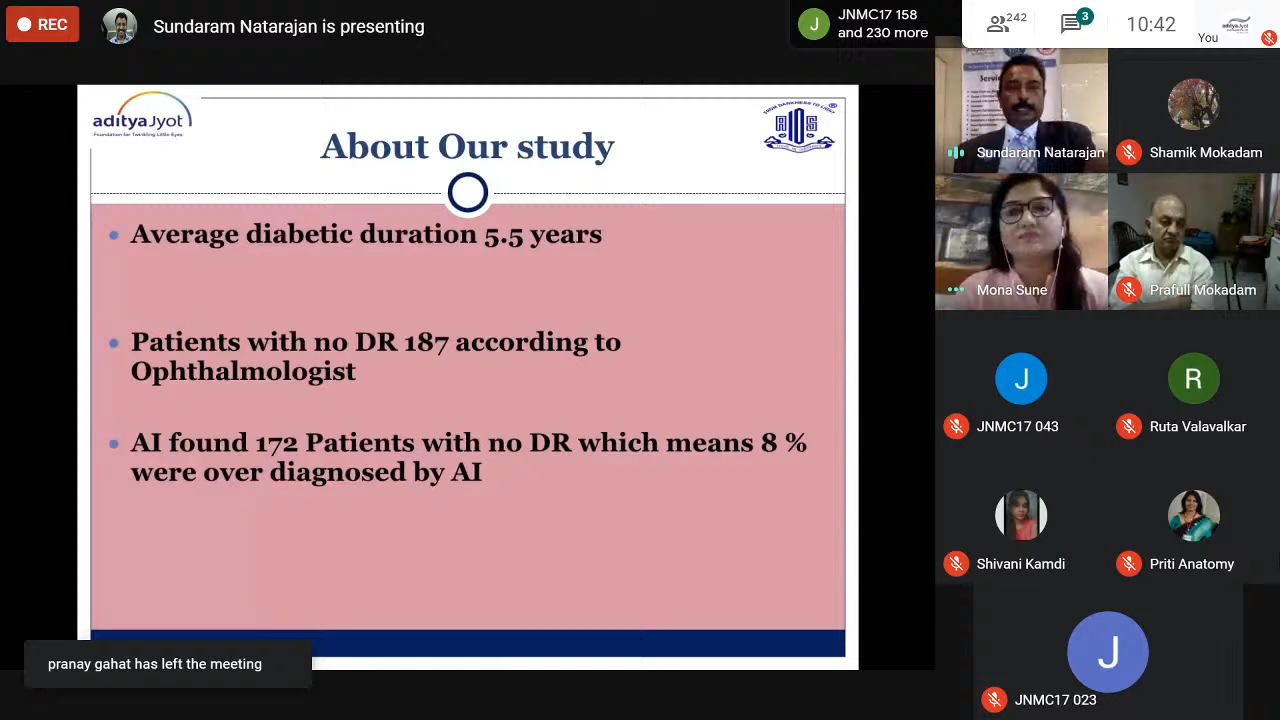 REC
Sundaram Natarajan is presenting
JNMC17 158
and 230 more
242
3
10:42
You
adityaJyot
Foundation for Twinkling Little Eyes
About Our study
Average diabetic duration 5.5 years
Patients with no DR 187 according to
Ophthalmologist
AI found 172 Patients with no DR which means 8 %
were over diagnosed by AI
Sundaram Natarajan
Shamik Mokadam
Mona Sune
Prafull Mokadam
J
JNMC17 043
R
Ruta Valavalkar
Shivani Kamdi
Priti Anatomy
J
JNMC17 023
pranay gahat has left the meeting